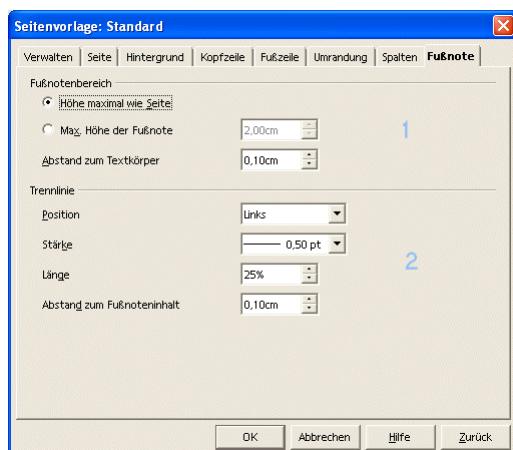 Seitenvorlage: Standard
Verwalten Seite Hintergrund Kopfzeile Fußzeile Umrandung Spalten Fußnote
Fußnotenbereich
Höhe maximal wie Seite
Max. Höhe der Fußnote 2,00cm 1
Abstand zum Textkörper 0,10cm
Trennlinie
Position Links
Stärke 0,50 pt
2
Länge 25%
Abstand zum Fußnoteninhalt 0,10cm
OK Abbrechen Hilfe Zurück